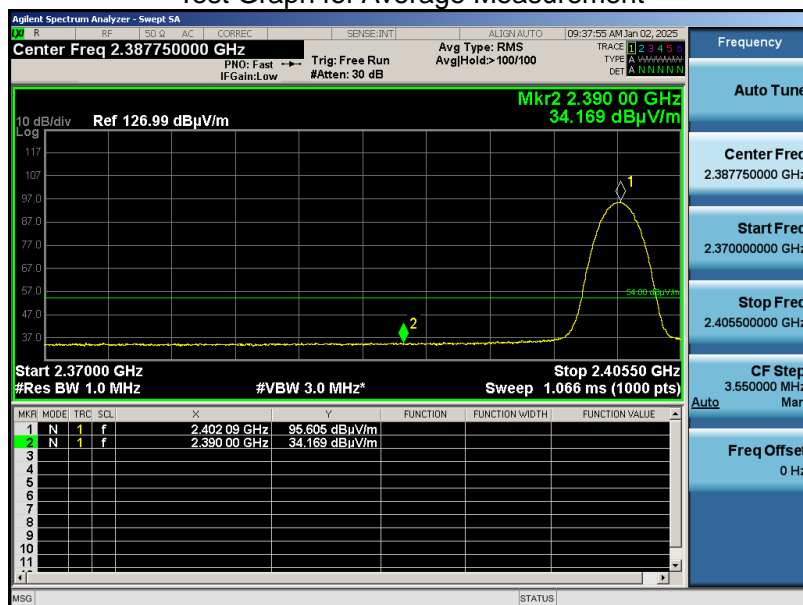 Test Graph for Average Measurement
Agilent Spectrum Analyzer - Swept SA
LXI R RF 50 Ω AC CORREC SENSE:INT ALIGN AUTO 09:37:55 AM Jan 02, 2025
Center Freq 2.387750000 GHz
PNO: Fast
IFGain:Low
Trig: Free Run
#Atten: 30 dB
Avg Type: RMS
Avg|Hold:>100/100
TRACE 1 2 3 4 5 6
TYPE A WWWWW
DET A N N N N N
Mkr2 2.390 00 GHz
34.169 dBµV/m
10 dB/div Ref 126.99 dBµV/m
Log
117
107
97.0
87.0
77.0
67.0
57.0
47.0
37.0
1
54.00 dBµV/m
2
Start 2.37000 GHz Stop 2.40550 GHz
#Res BW 1.0 MHz #VBW 3.0 MHz* Sweep 1.066 ms (1000 pts)
MKR MODE TRC SCL X Y FUNCTION FUNCTION WIDTH FUNCTION VALUE
1 N 1 f 2.402 09 GHz 95.605 dBµV/m
2 N 1 f 2.390 00 GHz 34.169 dBµV/m
3
4
5
6
7
8
9
10
11
MSG STATUS
Frequency
Auto Tune
Center Freq
2.387750000 GHz
Start Freq
2.370000000 GHz
Stop Freq
2.405500000 GHz
CF Step
3.550000 MHz
Auto Man
Freq Offset
0 Hz